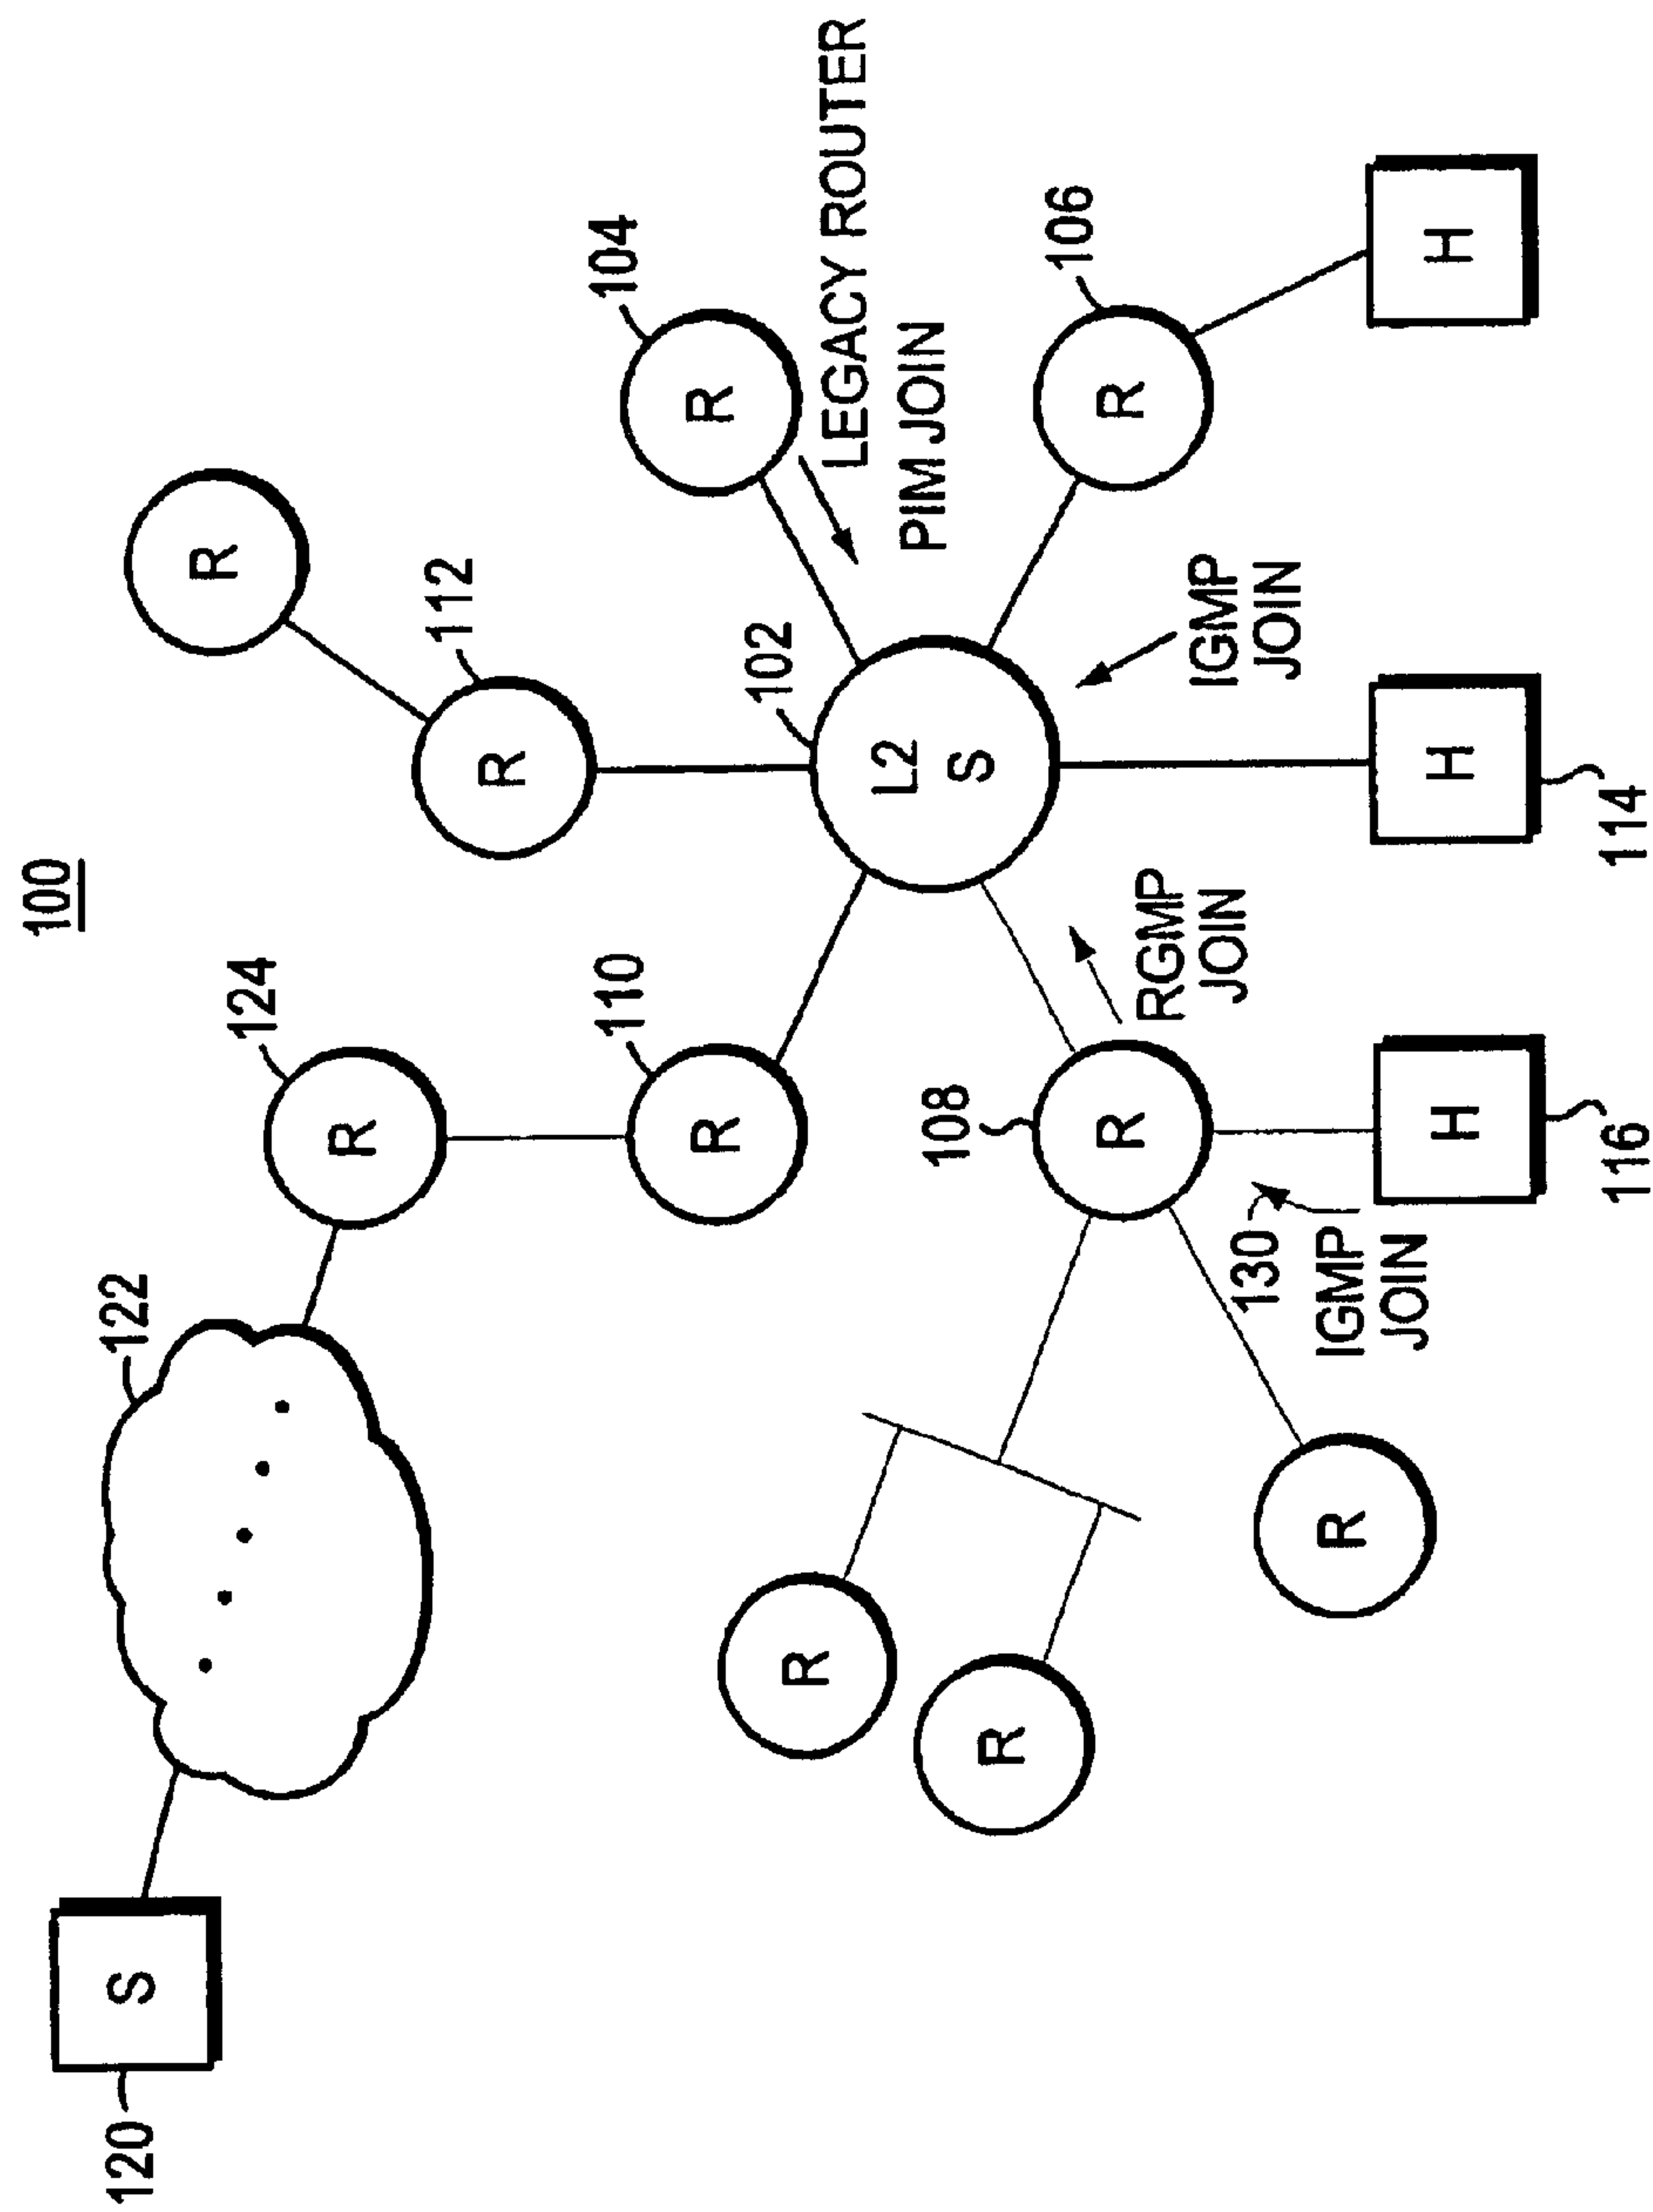 100
120
S
122
124
R
110
R
112
R
R
104
R
LEGACY ROUTER
PIM JOIN
102
L2
S
106
R
H
IGMP
JOIN
H
114
RGMP
JOIN
108
R
H
116
130
IGMP
JOIN
R
R
R